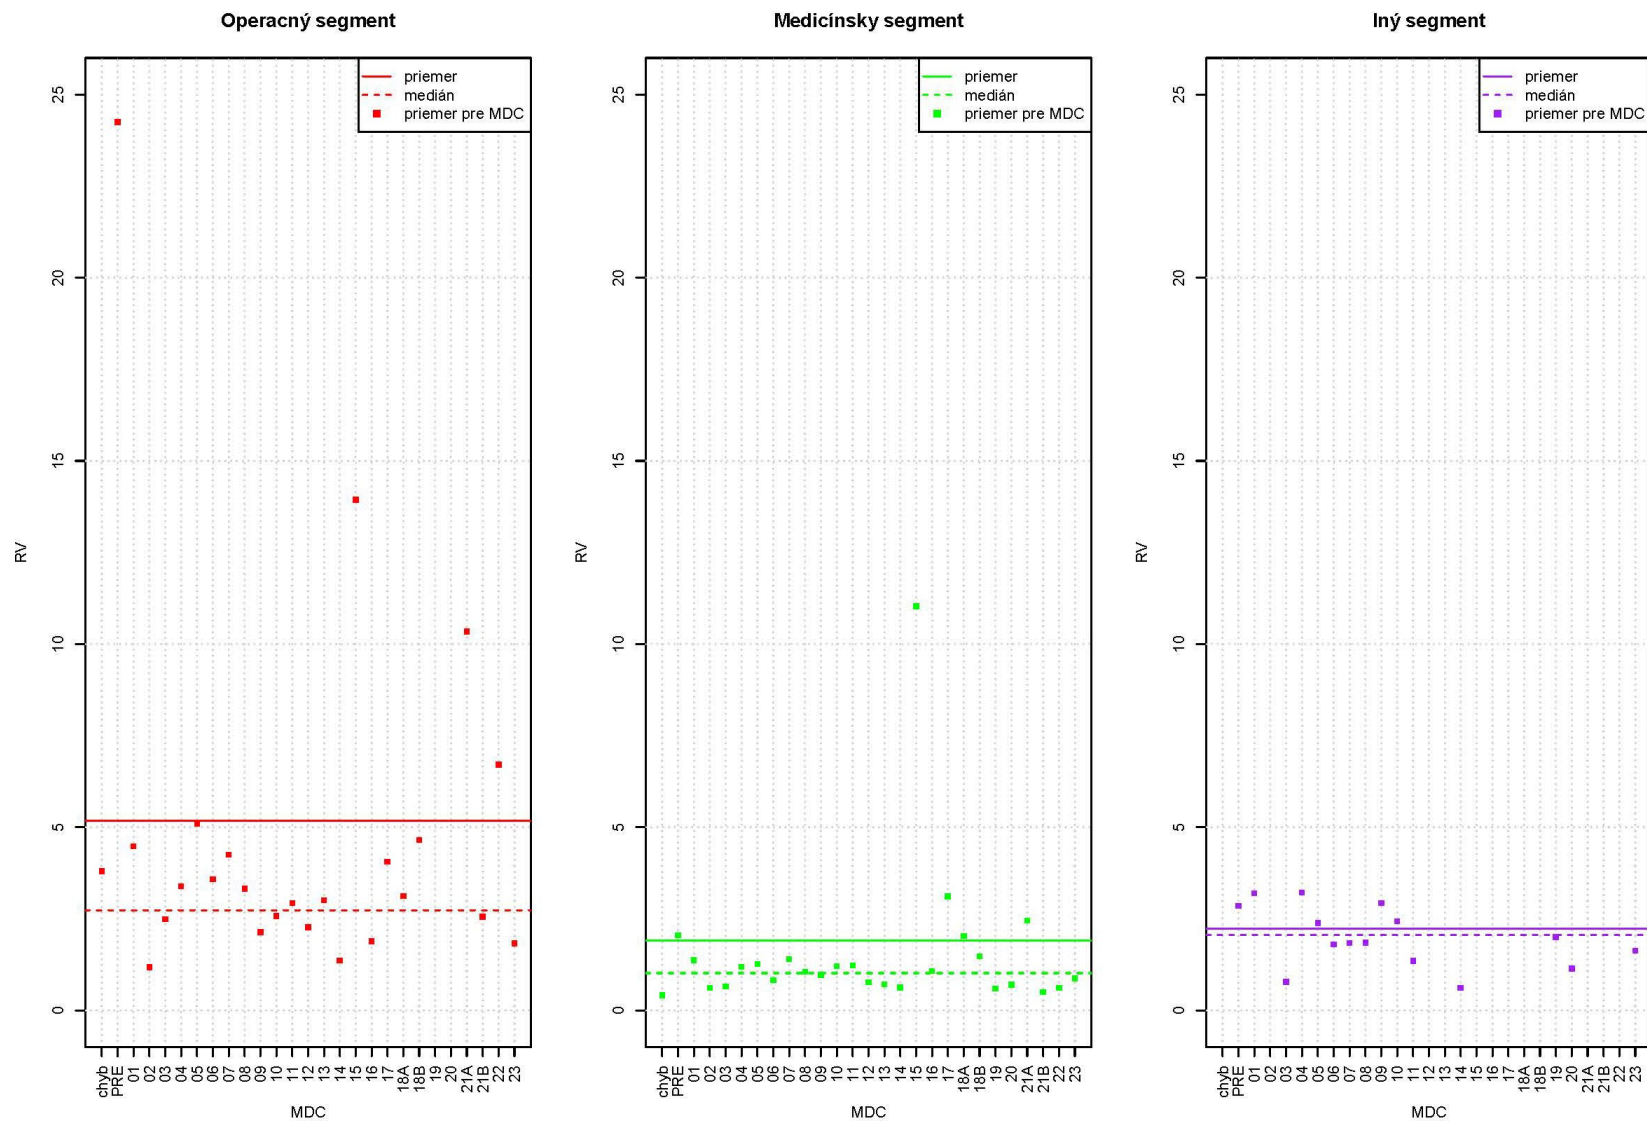 Operacný segment
priemer
medián
priemer pre MDC
25
20
15
10
5
0
RV
chyb PRE 01 02 03 04 05 06 07 08 09 10 11 12 13 14 15 16 17 18A 18B 19 20 21A 21B 22 23
MDC
Medicínsky segment
priemer
medián
priemer pre MDC
25
20
15
10
5
0
RV
chyb PRE 01 02 03 04 05 06 07 08 09 10 11 12 13 14 15 16 17 18A 18B 19 20 21A 21B 22 23
MDC
Iný segment
priemer
medián
priemer pre MDC
25
20
15
10
5
0
RV
chyb PRE 01 02 03 04 05 06 07 08 09 10 11 12 13 14 15 16 17 18A 18B 19 20 21A 21B 22 23
MDC